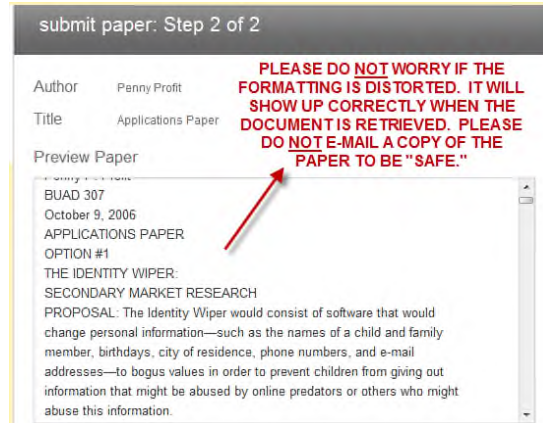 submit paper: Step 2 of 2
PLEASE DO NOT WORRY IF THE
FORMATTING IS DISTORTED. IT WILL
SHOW UP CORRECTLY WHEN THE
DOCUMENT IS RETRIEVED. PLEASE
DO NOT E-MAIL A COPY OF THE
PAPER TO BE "SAFE."
Author Penny Profit
Title Applications Paper
Preview Paper
BUAD 307
October 9, 2006
APPLICATIONS PAPER
OPTION #1
THE IDENTITY WIPER:
SECONDARY MARKET RESEARCH
PROPOSAL: The Identity Wiper would consist of software that would
change personal information—such as the names of a child and family
member, birthdays, city of residence, phone numbers, and e-mail
addresses—to bogus values in order to prevent children from giving out
information that might be abused by online predators or others who might
abuse this information.